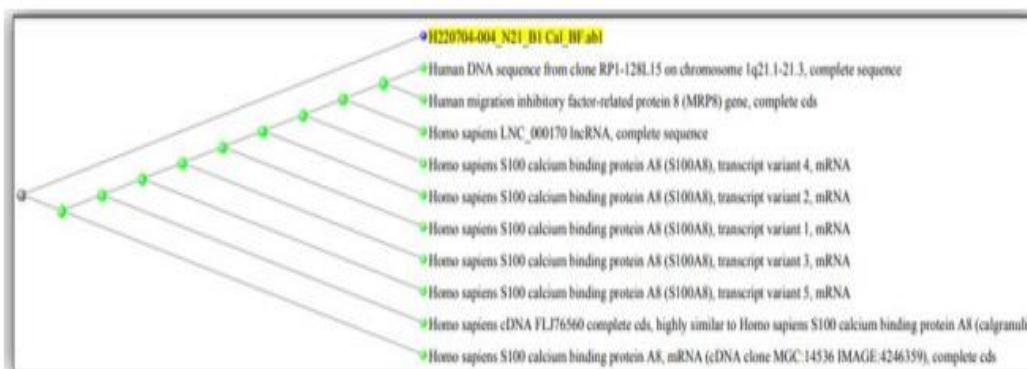 H220704-004_N21_B1 Cal_BF.ab1
Human DNA sequence from clone RP1-128L15 on chromosome 1q21.1-21.3, complete sequence
Human migration inhibitory factor-related protein 8 (MRP8) gene, complete cds
Homo sapiens LNC_000170 lncRNA, complete sequence
Homo sapiens S100 calcium binding protein A8 (S100A8), transcript variant 4, mRNA
Homo sapiens S100 calcium binding protein A8 (S100A8), transcript variant 2, mRNA
Homo sapiens S100 calcium binding protein A8 (S100A8), transcript variant 1, mRNA
Homo sapiens S100 calcium binding protein A8 (S100A8), transcript variant 3, mRNA
Homo sapiens S100 calcium binding protein A8 (S100A8), transcript variant 5, mRNA
Homo sapiens cDNA FLJ76560 complete cds, highly similar to Homo sapiens S100 calcium binding protein A8 (calgranuli
Homo sapiens S100 calcium binding protein A8, mRNA (cDNA clone MGC:14536 IMAGE:4246359), complete cds